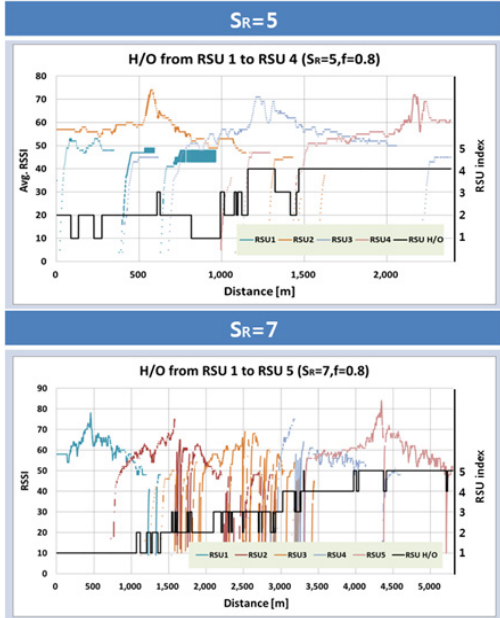 SR=5
H/O from RSU 1 to RSU 4 (SR=5,f=0.8)
80
70
60
50
40
30
20
10
0
Avg. RSSI
5
4
3
2
1
RSU index
RSU1 RSU2 RSU3 RSU4 RSU H/O
0 500 1,000 1,500 2,000
Distance [m]
SR=7
H/O from RSU 1 to RSU 5 (SR=7,f=0.8)
90
80
70
60
50
40
30
20
10
0
RSSI
5
4
3
2
1
RSU index
RSU1 RSU2 RSU3 RSU4 RSU5 RSU H/O
0 500 1,000 1,500 2,000 2,500 3,000 3,500 4,000 4,500 5,000
Distance [m]